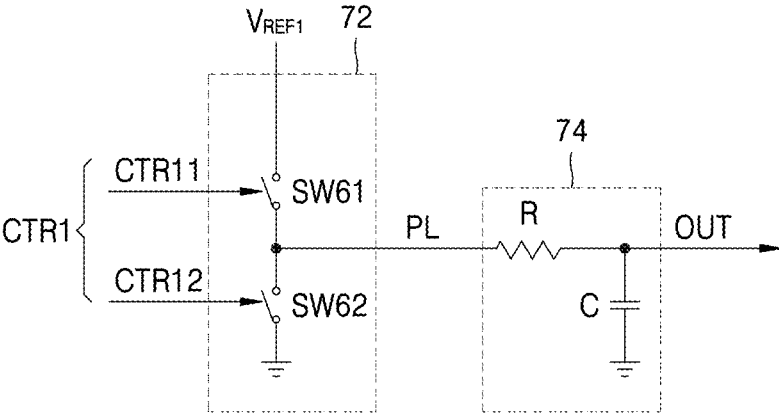 VREF1
72
CTR11
SW61
74
CTR1
PL
R
OUT
CTR12
SW62
C